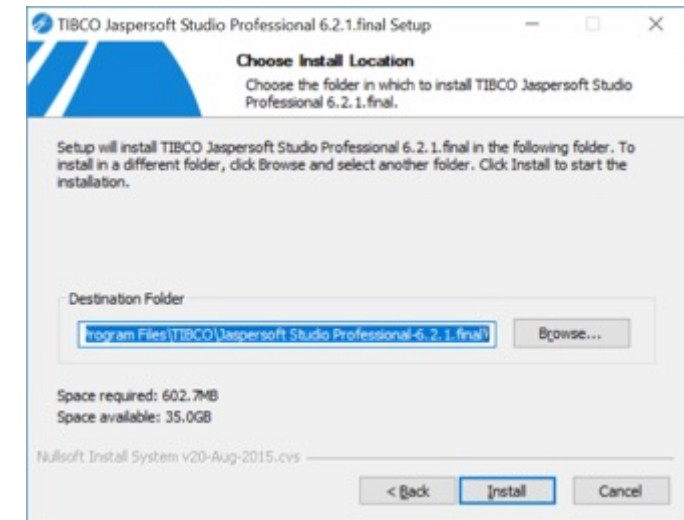 TIBCO Jaspersoft Studio Professional 6.2.1.final Setup
Choose Install Location
Choose the folder in which to install TIBCO Jaspersoft Studio
Professional 6.2.1.final.
Setup will install TIBCO Jaspersoft Studio Professional 6.2.1.final in the following folder. To
install in a different folder, click Browse and select another folder. Click Install to start the
installation.
Destination Folder
Program Files\TIBCO\Jaspersoft Studio Professional-6.2.1.final\
Browse...
Space required: 602.7MB
Space available: 35.0GB
Nullsoft Install System v20-Aug-2015.cvs
< Back
Install
Cancel